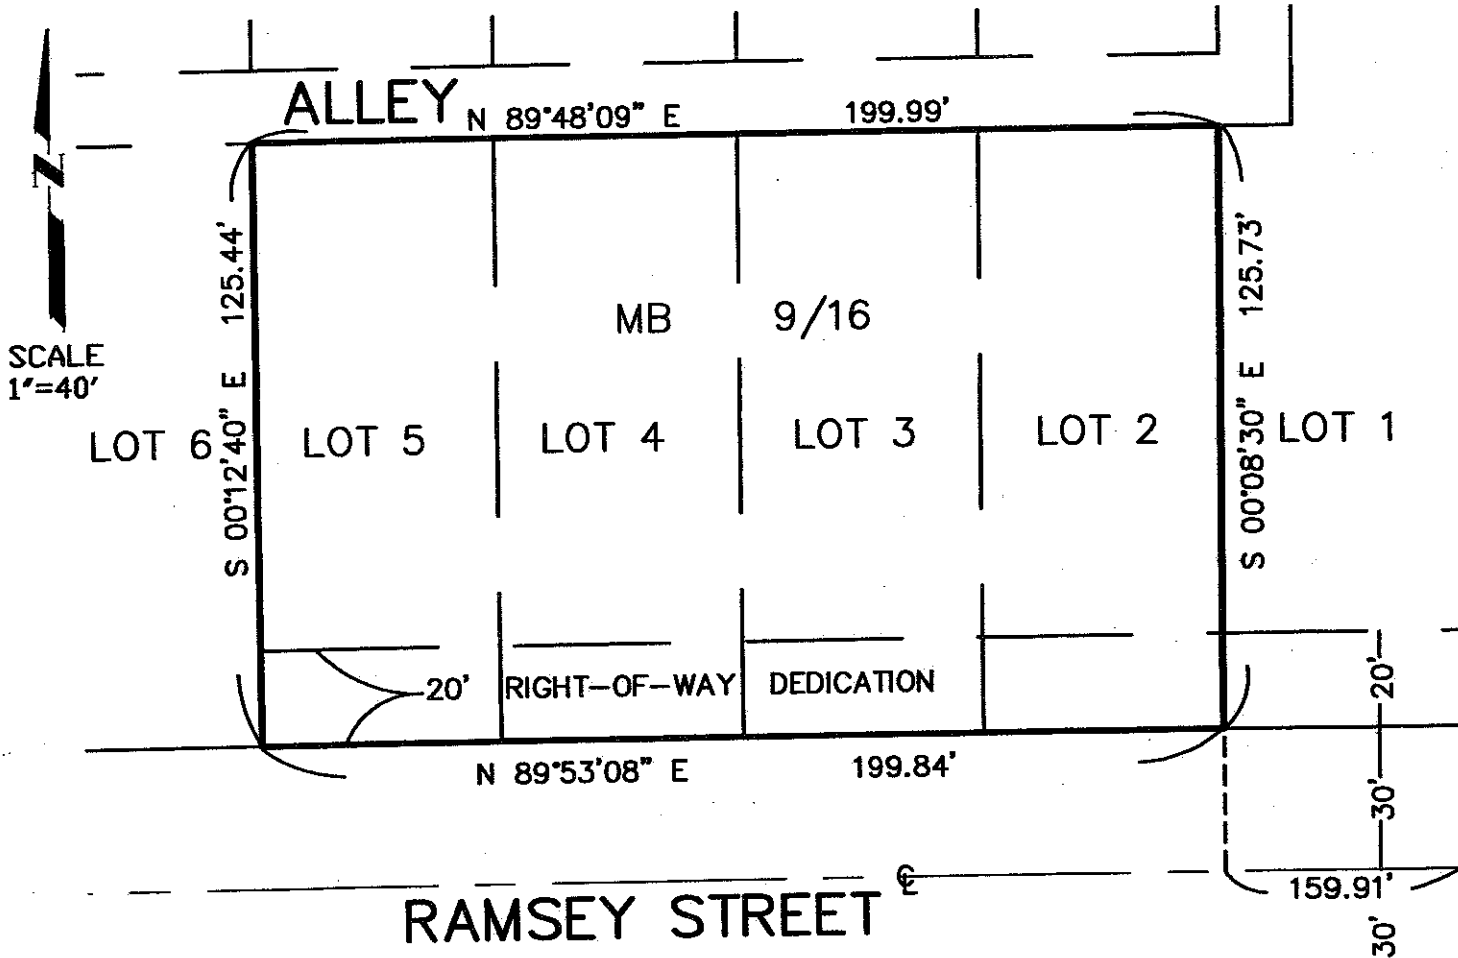 ALLEY
N 89°48'09" E 199.99'
N
SCALE
1"=40'
S 00°12'40" E 125.44'
S 00°08'30" E 125.73'
MB 9/16
LOT 6
LOT 5
LOT 4
LOT 3
LOT 2
LOT 1
20'
RIGHT-OF-WAY DEDICATION
20'
N 89°53'08" E 199.84'
30'
℄
159.91'
RAMSEY STREET
30'